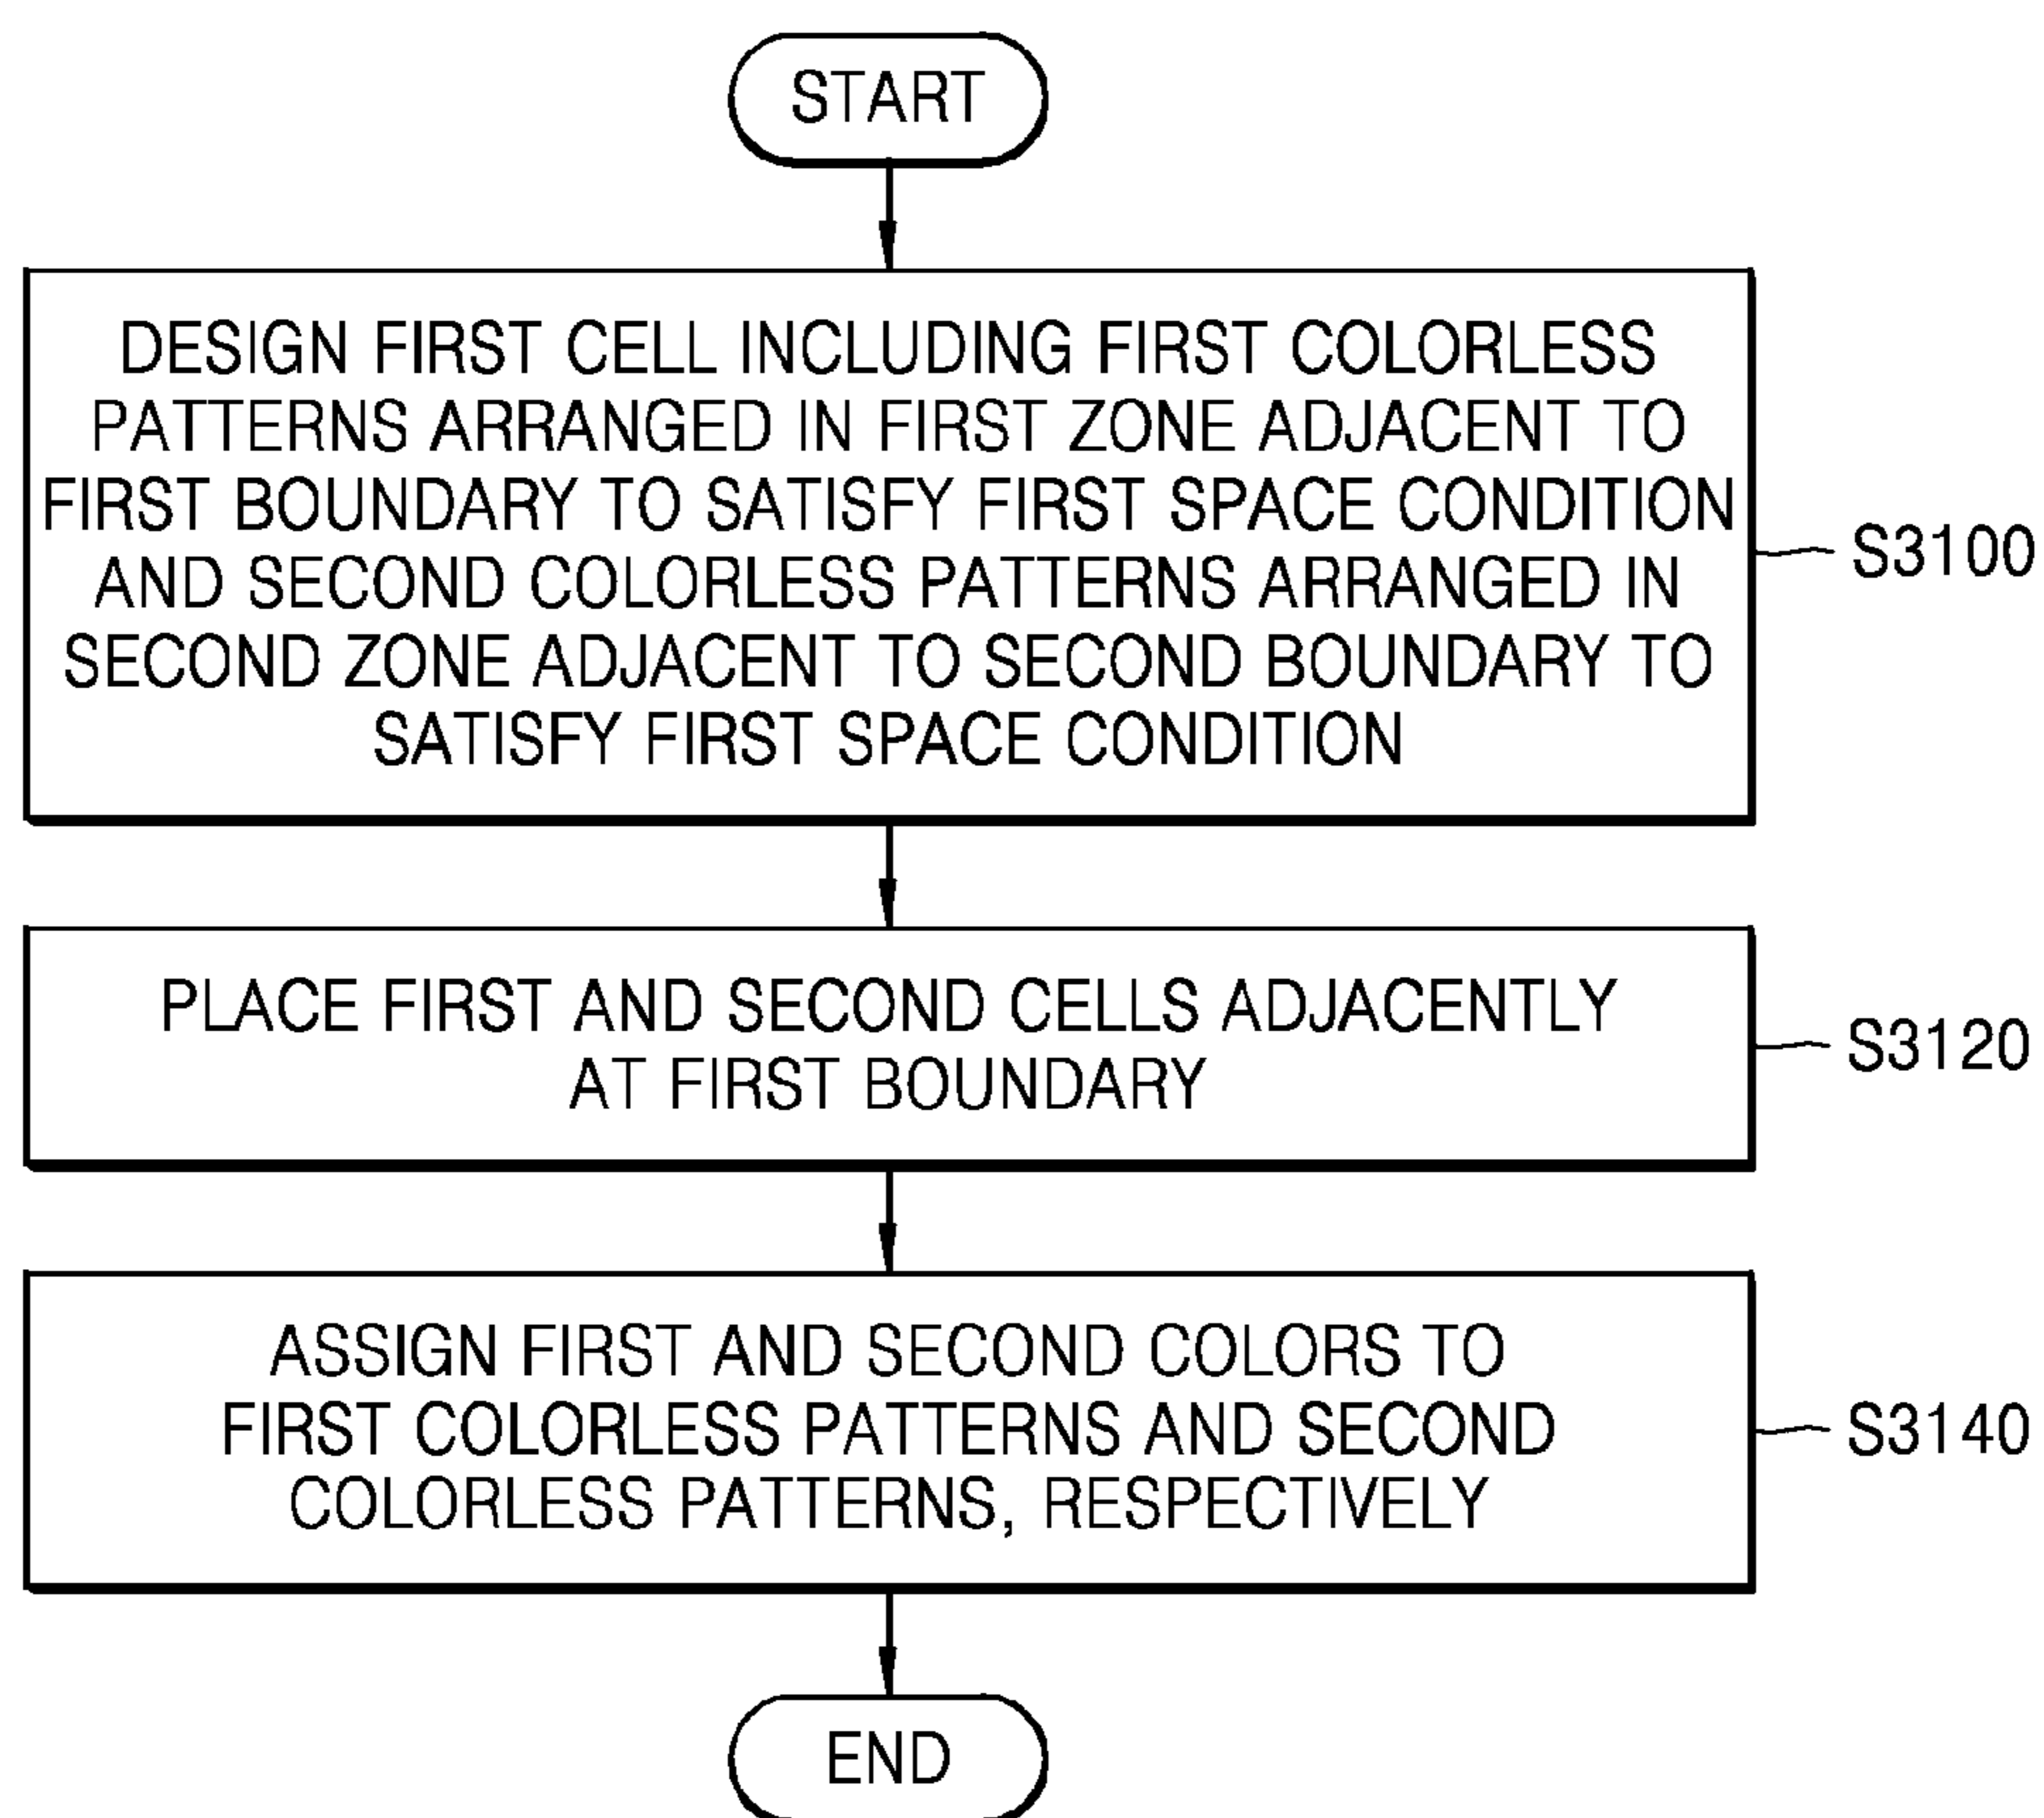 START
DESIGN FIRST CELL INCLUDING FIRST COLORLESS
PATTERNS ARRANGED IN FIRST ZONE ADJACENT TO
FIRST BOUNDARY TO SATISFY FIRST SPACE CONDITION
AND SECOND COLORLESS PATTERNS ARRANGED IN
SECOND ZONE ADJACENT TO SECOND BOUNDARY TO
SATISFY FIRST SPACE CONDITION
S3100
PLACE FIRST AND SECOND CELLS ADJACENTLY
AT FIRST BOUNDARY
S3120
ASSIGN FIRST AND SECOND COLORS TO
FIRST COLORLESS PATTERNS AND SECOND
COLORLESS PATTERNS, RESPECTIVELY
S3140
END